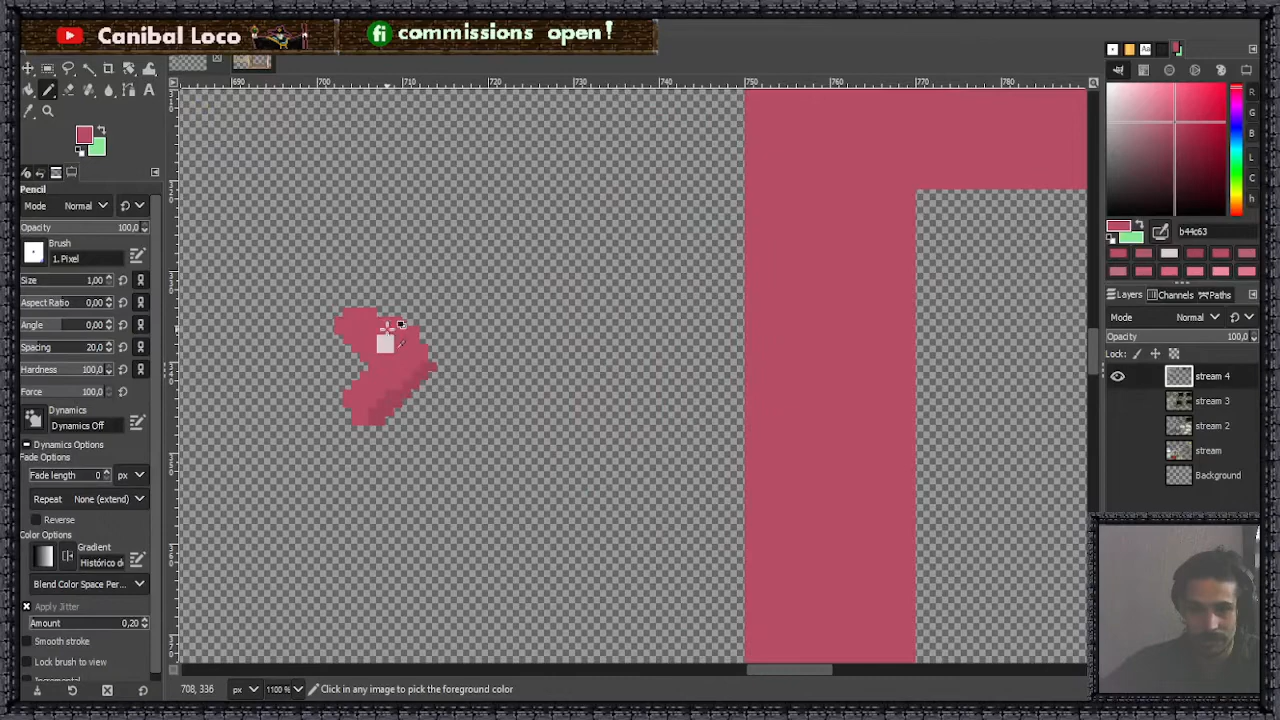 Canibal Loco
fi commissions open!
690 700 710 720 730 740 750 760 770 780
Pencil
Mode Normal
Opacity 100,0
Brush
1. Pixel
Size 1,00
Aspect Ratio 0,00
Angle 0,00
Spacing 20,0
Hardness 100,0
Force 100,0
Dynamics
Dynamics Off
Dynamics Options
Fade Options
Fade length 0 px
Repeat None (extend)
Reverse
Color Options
Gradient
Histórico d
Blend Color Space Per...
Apply Jitter
Amount 0,20
Smooth stroke
Lock brush to view
Incremental
708, 336 px 1100 % Click in any image to pick the foreground color
Aa
R
G
B
L
C
h
b44c63
Layers Channels Paths
Mode Normal
Opacity 100,0
Lock:
stream 4
stream 3
stream 2
stream
Background